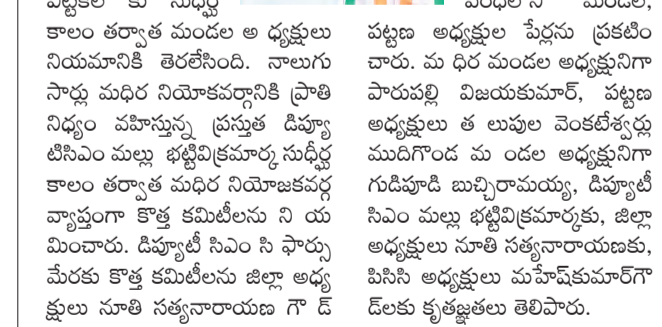 కాలం తర్వాత మండల అ ధ్యక్షులు
నియమానికి తెరలేసింది. నాలుగు
సార్లు మధిర నియోకవర్గానికి ప్రాతి
నిధ్యం వహిస్తున్న ప్రస్తుత డిప్యూ
టిసిఎం మల్లు భట్టివిక్రమార్క సుధీర్ఘ
కాలం తర్వాత మధిర నియోజకవర్గ
వ్యాప్తంగా కొత్త కమిటీలను ని య
మించారు. డిప్యూటీ సిఎం సి ఫార్సు
మేరకు కొత్త కమిటీలను జిల్లా అధ్య
క్షులు నూతి సత్యనారాయణ గౌ డ్
పట్టణ అధ్యక్షుల పేర్లను ప్రకటిం
చారు. మ ధిర మండల అధ్యక్షునిగా
పారుపల్లి విజయకుమార్, పట్టణ
అధ్యక్షులు త లుపుల వెంకటేశ్వర్లు
ముదిగొండ మ ండల అధ్యక్షునిగా
గుడిపూడి బుచ్చిరామయ్య, డిప్యూటీ
సిఎం మల్లు భట్టివిక్రమార్కకు, జిల్లా
అధ్యక్షులు నూతి సత్యనారాయణకు,
పిసిసి అధ్యక్షులు మహేష్‌కుమార్‌గౌ
డ్‌లకు కృతజ్ఞతలు తెలిపారు.